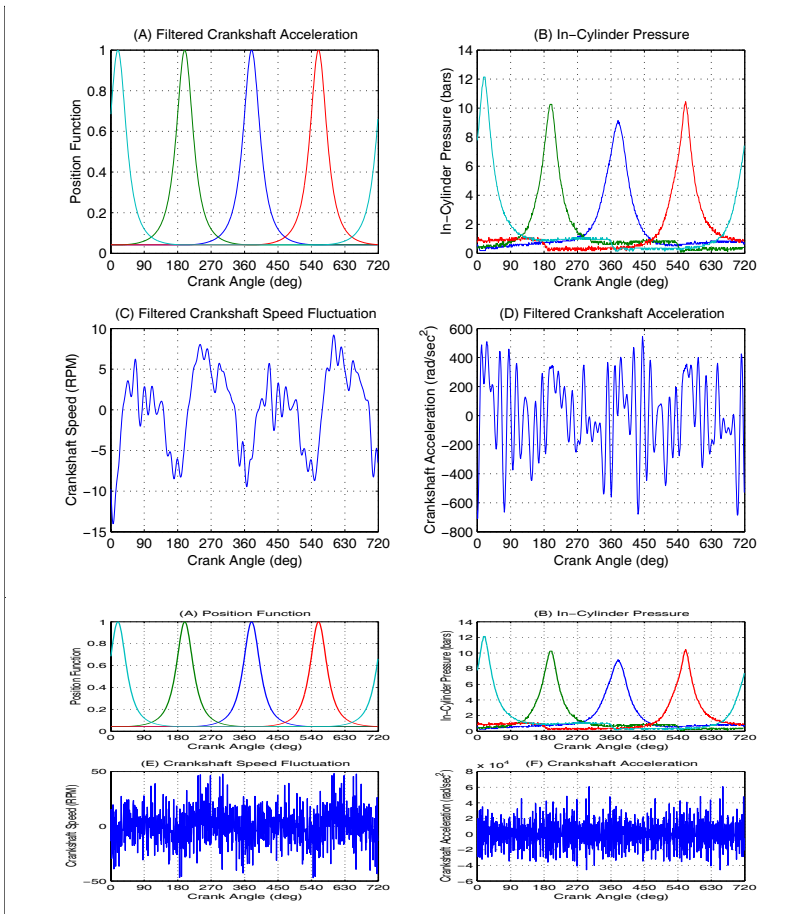 (A) Filtered Crankshaft Acceleration
1
0.8
0.6
0.4
0.2
0
Position Function
0 90 180 270 360 450 540 630 720
Crank Angle (deg)
(B) In−Cylinder Pressure
14
12
10
8
6
4
2
0
In−Cylinder Pressure (bars)
0 90 180 270 360 450 540 630 720
Crank Angle (deg)
(C) Filtered Crankshaft Speed Fluctuation
10
5
0
−5
−10
−15
Crankshaft Speed (RPM)
0 90 180 270 360 450 540 630 720
Crank Angle (deg)
(D) Filtered Crankshaft Acceleration
600
400
200
0
−200
−400
−600
−800
Crankshaft Acceleration (rad/sec²)
0 90 180 270 360 450 540 630 720
Crank Angle (deg)
(A) Position Function
1
0.8
0.6
0.4
0.2
0
Position Function
0 90 180 270 360 450 540 630 720
Crank Angle (deg)
(B) In−Cylinder Pressure
14
12
10
8
6
4
2
0
In−Cylinder Pressure (bars)
0 90 180 270 360 450 540 630 720
Crank Angle (deg)
(E) Crankshaft Speed Fluctuation
50
0
−50
Crankshaft Speed (RPM)
0 90 180 270 360 450 540 630 720
Crank Angle (deg)
x 10⁴
(F) Crankshaft Acceleration
8
6
4
2
0
−2
−4
−6
Crankshaft Acceleration (rad/sec²)
0 90 180 270 360 450 540 630 720
Crank Angle (deg)